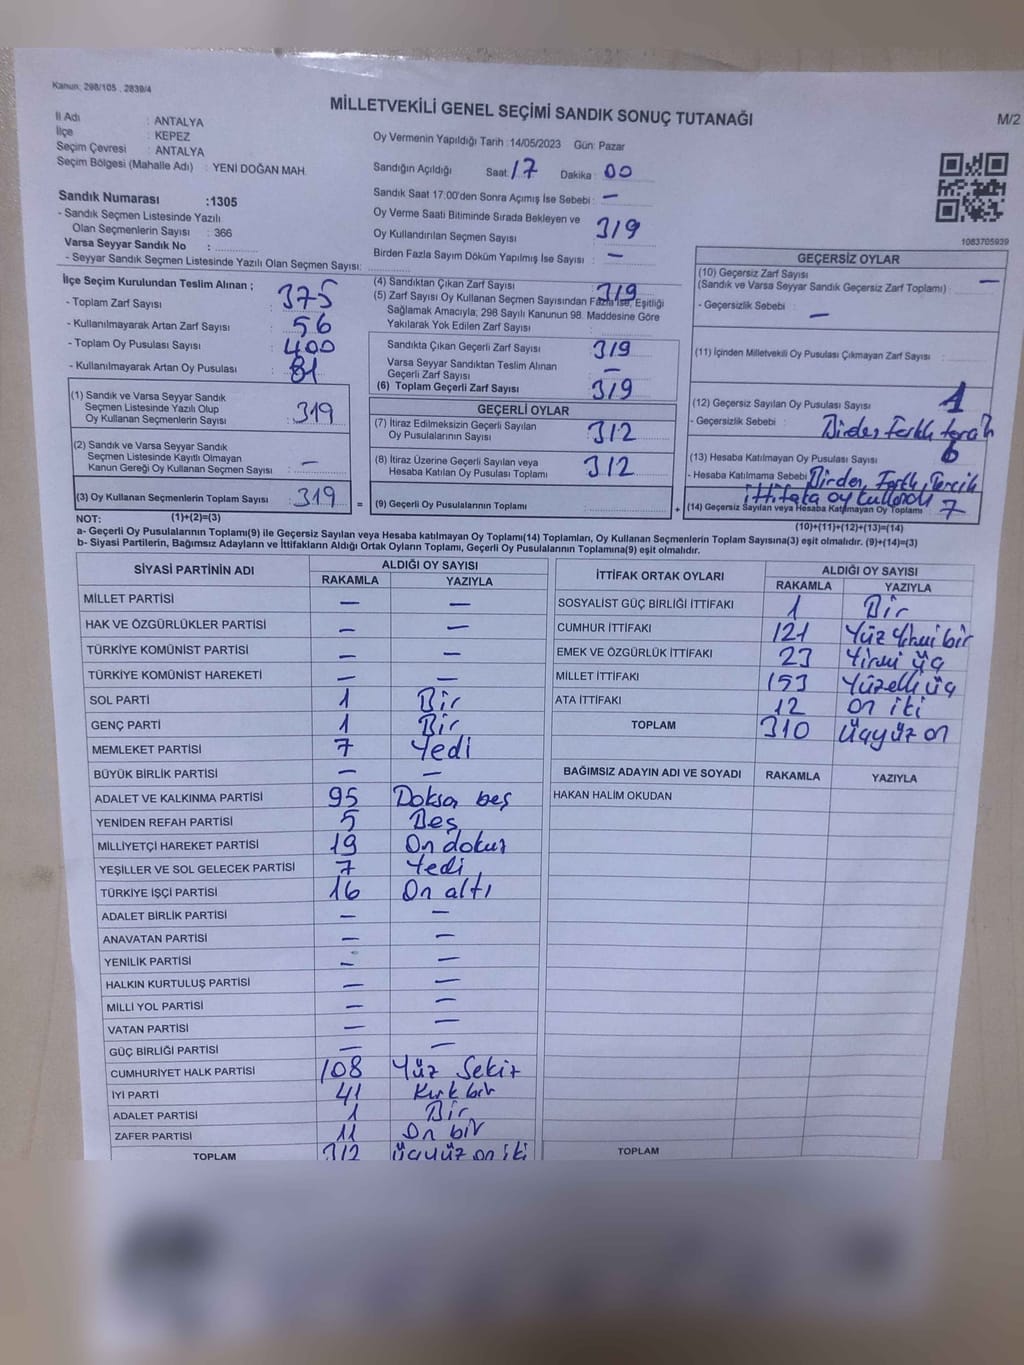 Kanun: 298/105 . 2839/4
MİLLETVEKİLİ GENEL SEÇİMİ SANDIK SONUÇ TUTANAĞI
M/2
İl Adı : ANTALYA
İlçe : KEPEZ
Seçim Çevresi : ANTALYA
Seçim Bölgesi (Mahalle Adı) : YENİ DOĞAN MAH.
Oy Vermenin Yapıldığı Tarih :14/05/2023 Gün: Pazar
Sandığın Açıldığı Saat: 17 Dakika : 00
Sandık Saat 17:00'den Sonra Açımış İse Sebebi : —
Oy Verme Saati Bitiminde Sırada Bekleyen ve
Oy Kullandırılan Seçmen Sayısı 319
Birden Fazla Sayım Döküm Yapılmış İse Sayısı : —
Sandık Numarası :1305
- Sandık Seçmen Listesinde Yazılı
Olan Seçmenlerin Sayısı : 366
Varsa Seyyar Sandık No :
- Seyyar Sandık Seçmen Listesinde Yazılı Olan Seçmen Sayısı:
1083705939
İlçe Seçim Kurulundan Teslim Alınan ;
- Toplam Zarf Sayısı : 375
- Kullanılmayarak Artan Zarf Sayısı : 56
- Toplam Oy Pusulası Sayısı : 400
- Kullanılmayarak Artan Oy Pusulası : 81
(1) Sandık ve Varsa Seyyar Sandık
Seçmen Listesinde Yazılı Olup
Oy Kullanan Seçmenlerin Sayısı : 319
(2) Sandık ve Varsa Seyyar Sandık
Seçmen Listesinde Kayıtlı Olmayan
Kanun Gereği Oy Kullanan Seçmen Sayısı : —
(3) Oy Kullanan Seçmenlerin Toplam Sayısı : 319
(1)+(2)=(3)
(4) Sandıktan Çıkan Zarf Sayısı : 319
(5) Zarf Sayısı Oy Kullanan Seçmen Sayısından Fazla ise, Eşitliği
Sağlamak Amacıyla; 298 Sayılı Kanunun 98. Maddesine Göre
Yakılarak Yok Edilen Zarf Sayısı :
Sandıkta Çıkan Geçerli Zarf Sayısı 319
Varsa Seyyar Sandıktan Teslim Alınan
Geçerli Zarf Sayısı —
(6) Toplam Geçerli Zarf Sayısı 319
GEÇERLİ OYLAR
(7) İtiraz Edilmeksizin Geçerli Sayılan
Oy Pusulalarının Sayısı : 312
(8) İtiraz Üzerine Geçerli Sayılan veya
Hesaba Katılan Oy Pusulası Toplamı : 312
= (9) Geçerli Oy Pusulalarının Toplamı : +
GEÇERSİZ OYLAR
(10) Geçersiz Zarf Sayısı
(Sandık ve Varsa Seyyar Sandık Geçersiz Zarf Toplamı) : —
- Geçersizlik Sebebi : —
(11) İçinden Milletvekili Oy Pusulası Çıkmayan Zarf Sayısı :
(12) Geçersiz Sayılan Oy Pusulası Sayısı : 1
- Geçersizlik Sebebi : Birden Farklı
(13) Hesaba Katılmayan Oy Pusulası Sayısı : 6
- Hesaba Katılmama Sebebi Birden Farklı Tercih
İttifaka oy kullandı
(14) Geçersiz Sayılan veya Hesaba Katılmayan Oy Toplamı : 7
(10)+(11)+(12)+(13)=(14)
NOT:
a- Geçerli Oy Pusulalarının Toplamı(9) ile Geçersiz Sayılan veya Hesaba katılmayan Oy Toplamı(14) Toplamları, Oy Kullanan Seçmenlerin Toplam Sayısına(3) eşit olmalıdır. (9)+(14)=(3)
b- Siyasi Partilerin, Bağımsız Adayların ve İttifakların Aldığı Ortak Oyların Toplamı, Geçerli Oy Pusulalarının Toplamına(9) eşit olmalıdır.
SİYASİ PARTİNİN ADI ALDIĞI OY SAYISI
RAKAMLA YAZIYLA
MİLLET PARTİSİ — —
HAK VE ÖZGÜRLÜKLER PARTİSİ — —
TÜRKİYE KOMÜNİST PARTİSİ — —
TÜRKİYE KOMÜNİST HAREKETİ — —
SOL PARTİ 1 Bir
GENÇ PARTİ 1 Bir
MEMLEKET PARTİSİ 7 Yedi
BÜYÜK BİRLİK PARTİSİ — —
ADALET VE KALKINMA PARTİSİ 95 Doksan beş
YENİDEN REFAH PARTİSİ 5 Beş
MİLLİYETÇİ HAREKET PARTİSİ 19 On dokuz
YEŞİLLER VE SOL GELECEK PARTİSİ 7 Yedi
TÜRKİYE İŞÇİ PARTİSİ 16 On altı
ADALET BİRLİK PARTİSİ — —
ANAVATAN PARTİSİ — —
YENİLİK PARTİSİ — —
HALKIN KURTULUŞ PARTİSİ — —
MİLLİ YOL PARTİSİ — —
VATAN PARTİSİ — —
GÜÇ BİRLİĞİ PARTİSİ — —
CUMHURİYET HALK PARTİSİ 108 Yüz Sekiz
İYİ PARTİ 41 Kırk bir
ADALET PARTİSİ 1 Bir
ZAFER PARTİSİ 11 On bir
TOPLAM 312 üçyüz on iki
İTTİFAK ORTAK OYLARI ALDIĞI OY SAYISI
RAKAMLA YAZIYLA
SOSYALİST GÜÇ BİRLİĞİ İTTİFAKI 1 Bir
CUMHUR İTTİFAKI 121 Yüz Yirmi bir
EMEK VE ÖZGÜRLÜK İTTİFAKI 23 Yirmi üç
MİLLET İTTİFAKI 153 Yüzelli üç
ATA İTTİFAKI 12 on iki
TOPLAM 310 Üçyüz on
BAĞIMSIZ ADAYIN ADI VE SOYADI RAKAMLA YAZIYLA
HAKAN HALİM OKUDAN
TOPLAM